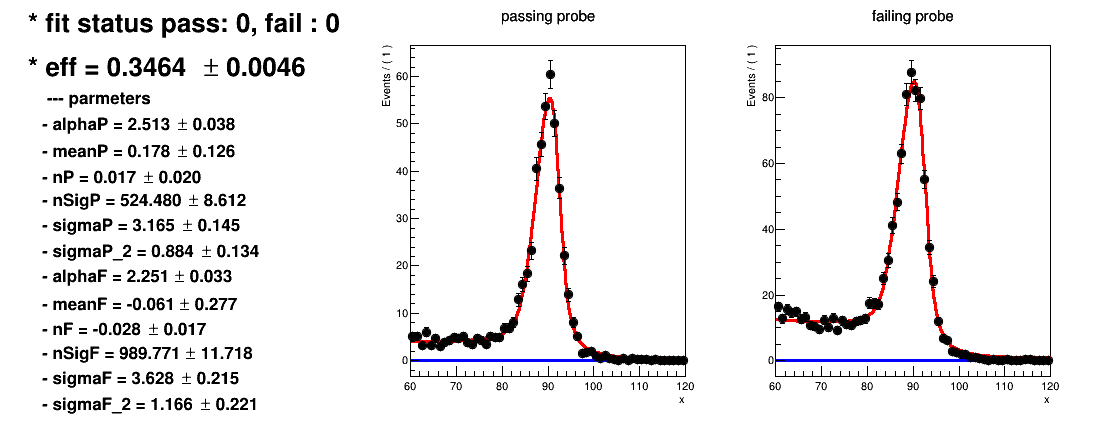 * fit status pass: 0, fail : 0
* eff = 0.3464 ± 0.0046
--- parmeters
- alphaP = 2.513 ± 0.038
- meanP = 0.178 ± 0.126
- nP = 0.017 ± 0.020
- nSigP = 524.480 ± 8.612
- sigmaP = 3.165 ± 0.145
- sigmaP_2 = 0.884 ± 0.134
- alphaF = 2.251 ± 0.033
- meanF = -0.061 ± 0.277
- nF = -0.028 ± 0.017
- nSigF = 989.771 ± 11.718
- sigmaF = 3.628 ± 0.215
- sigmaF_2 = 1.166 ± 0.221
passing probe
Events / ( 1 )
60
50
40
30
20
10
0
60 70 80 90 100 110 120
x
failing probe
Events / ( 1 )
80
60
40
20
0
60 70 80 90 100 110 120
x